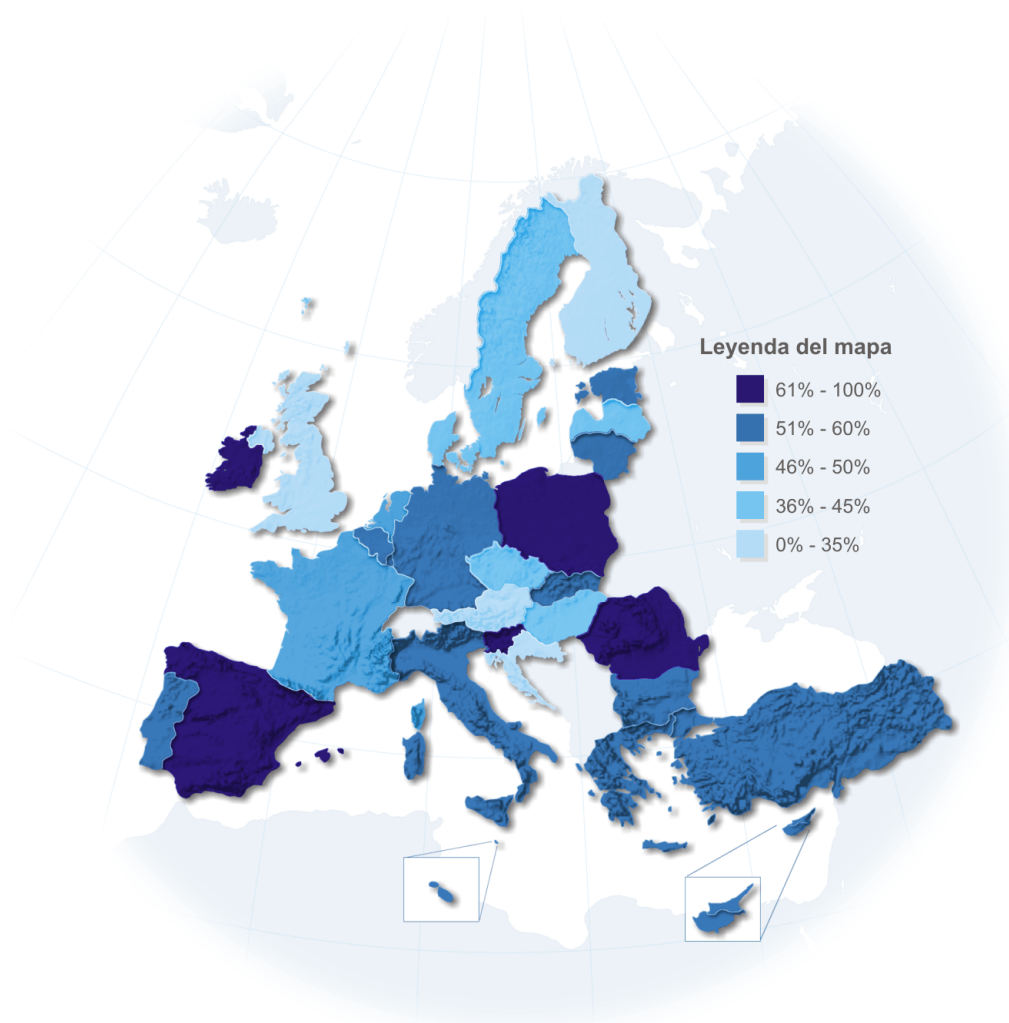 Leyenda del mapa
61% - 100%
51% - 60%
46% - 50%
36% - 45%
0% - 35%